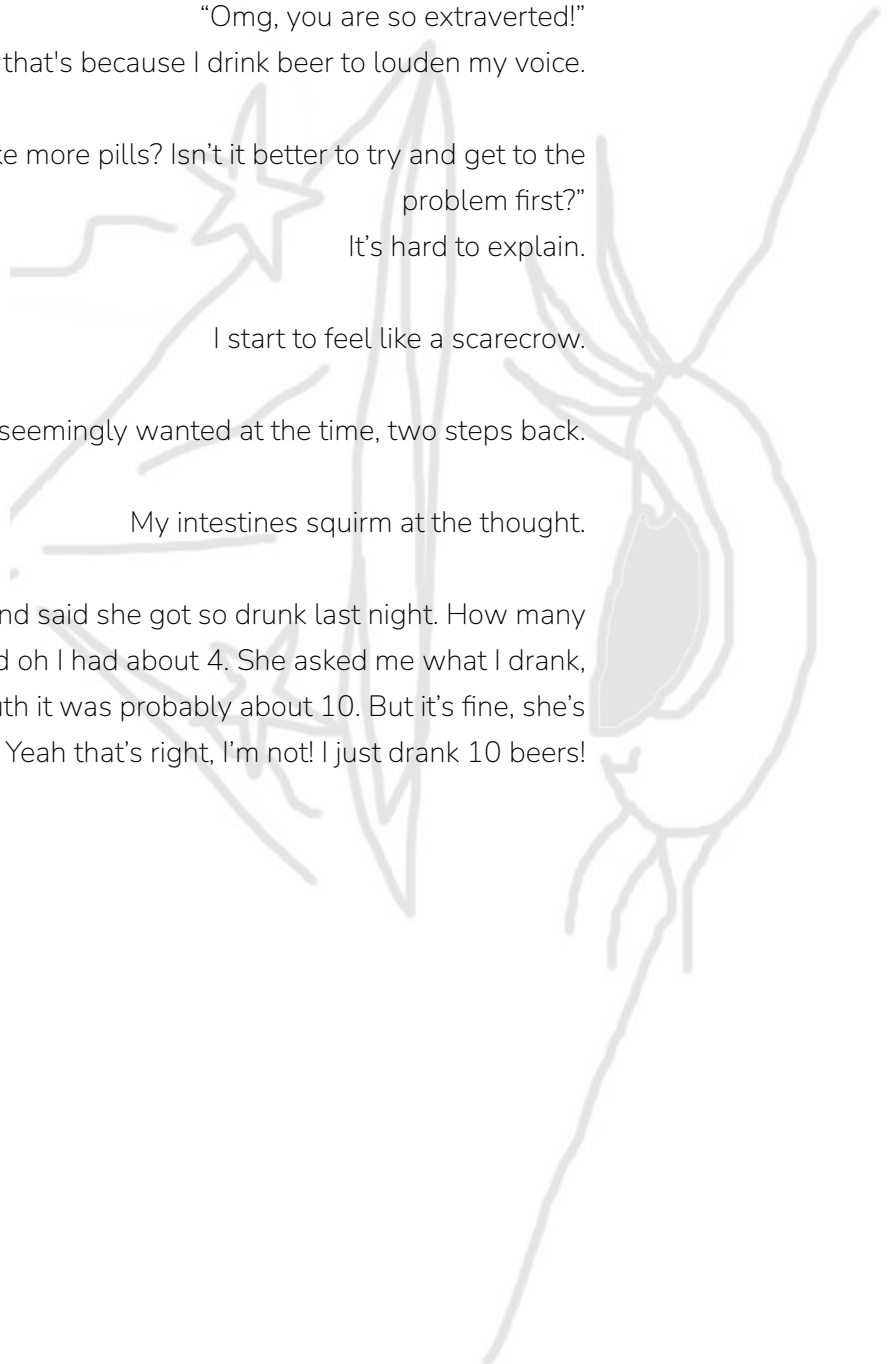 “Omg, you are so extraverted!”
that's because I drink beer to louden my voice.
more pills? Isn’t it better to try and get to the
problem first?”
It’s hard to explain.
I start to feel like a scarecrow.
seemingly wanted at the time, two steps back.
My intestines squirm at the thought.
said she got so drunk last night. How many
oh I had about 4. She asked me what I drank,
it was probably about 10. But it’s fine, she’s
Yeah that’s right, I’m not! I just drank 10 beers!